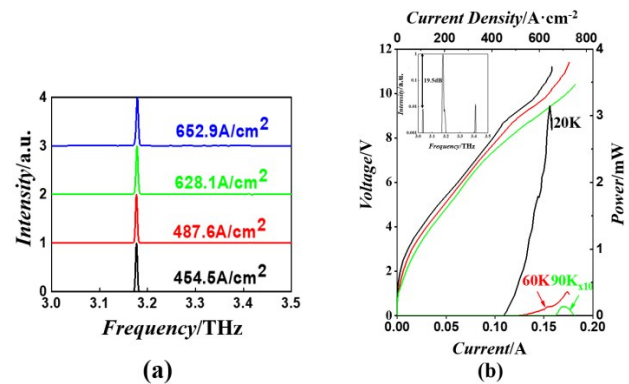 Current Density/A·cm-2
0 200 400 600 800
Intensity/a.u.
4
3
2
1
0
652.9A/cm2
628.1A/cm2
487.6A/cm2
454.5A/cm2
3.0 3.1 3.2 3.3 3.4 3.5
Frequency/THz
(a)
Voltage/V
12
10
8
6
4
2
0
Intensity/a.u.
19.5dB
Frequency/THz
20K
60K 90K x10
Power/mW
4
3
2
1
0
0.00 0.05 0.10 0.15 0.20
Current/A
(b)